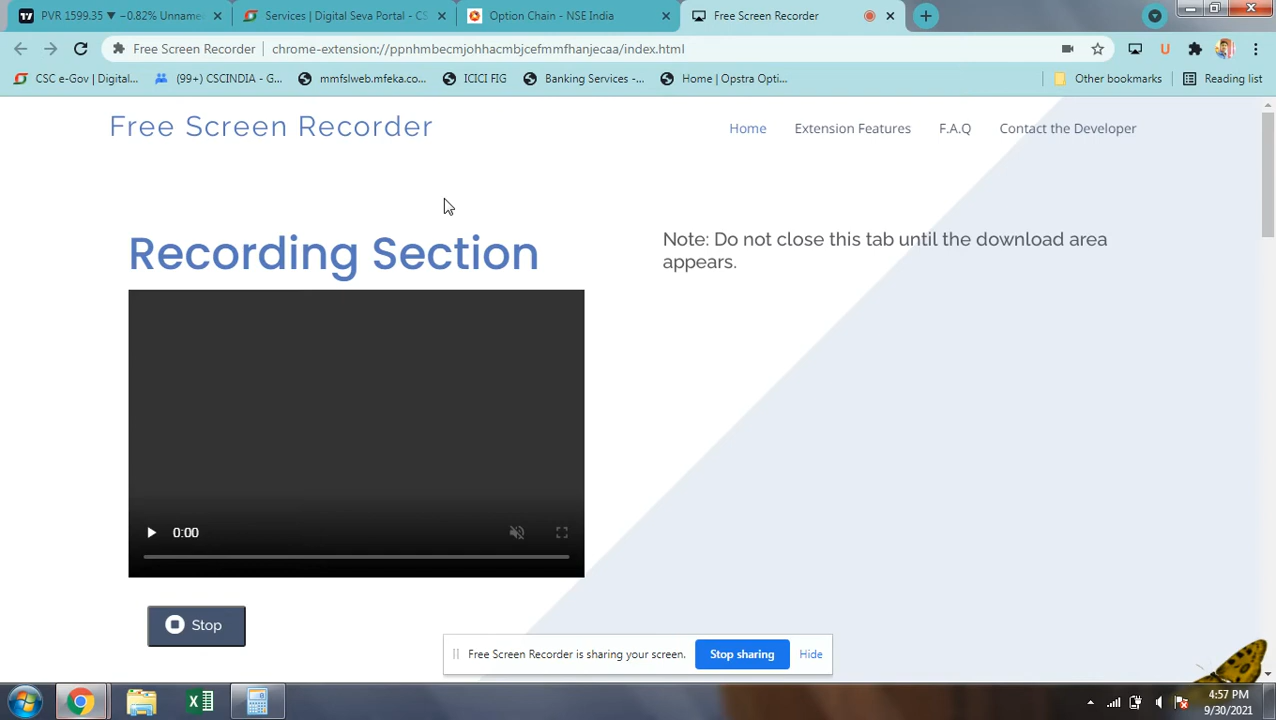 PVR 1599.35 ▼ −0.82% Unname
Services | Digital Seva Portal - CS
Option Chain - NSE India
Free Screen Recorder
Free Screen Recorder | chrome-extension://ppnhmbecmjohhacmbjcefmmfhanjecaa/index.html
CSC e-Gov | Digital...
(99+) CSCINDIA - G...
mmfslweb.mfeka.co...
ICICI FIG
Banking Services -...
Home | Opstra Opti...
Other bookmarks
Reading list
Free Screen Recorder
Home
Extension Features
F.A.Q
Contact the Developer
Recording Section
Note: Do not close this tab until the download area
appears.
0:00
Stop
Free Screen Recorder is sharing your screen.
Stop sharing
Hide
4:57 PM
9/30/2021